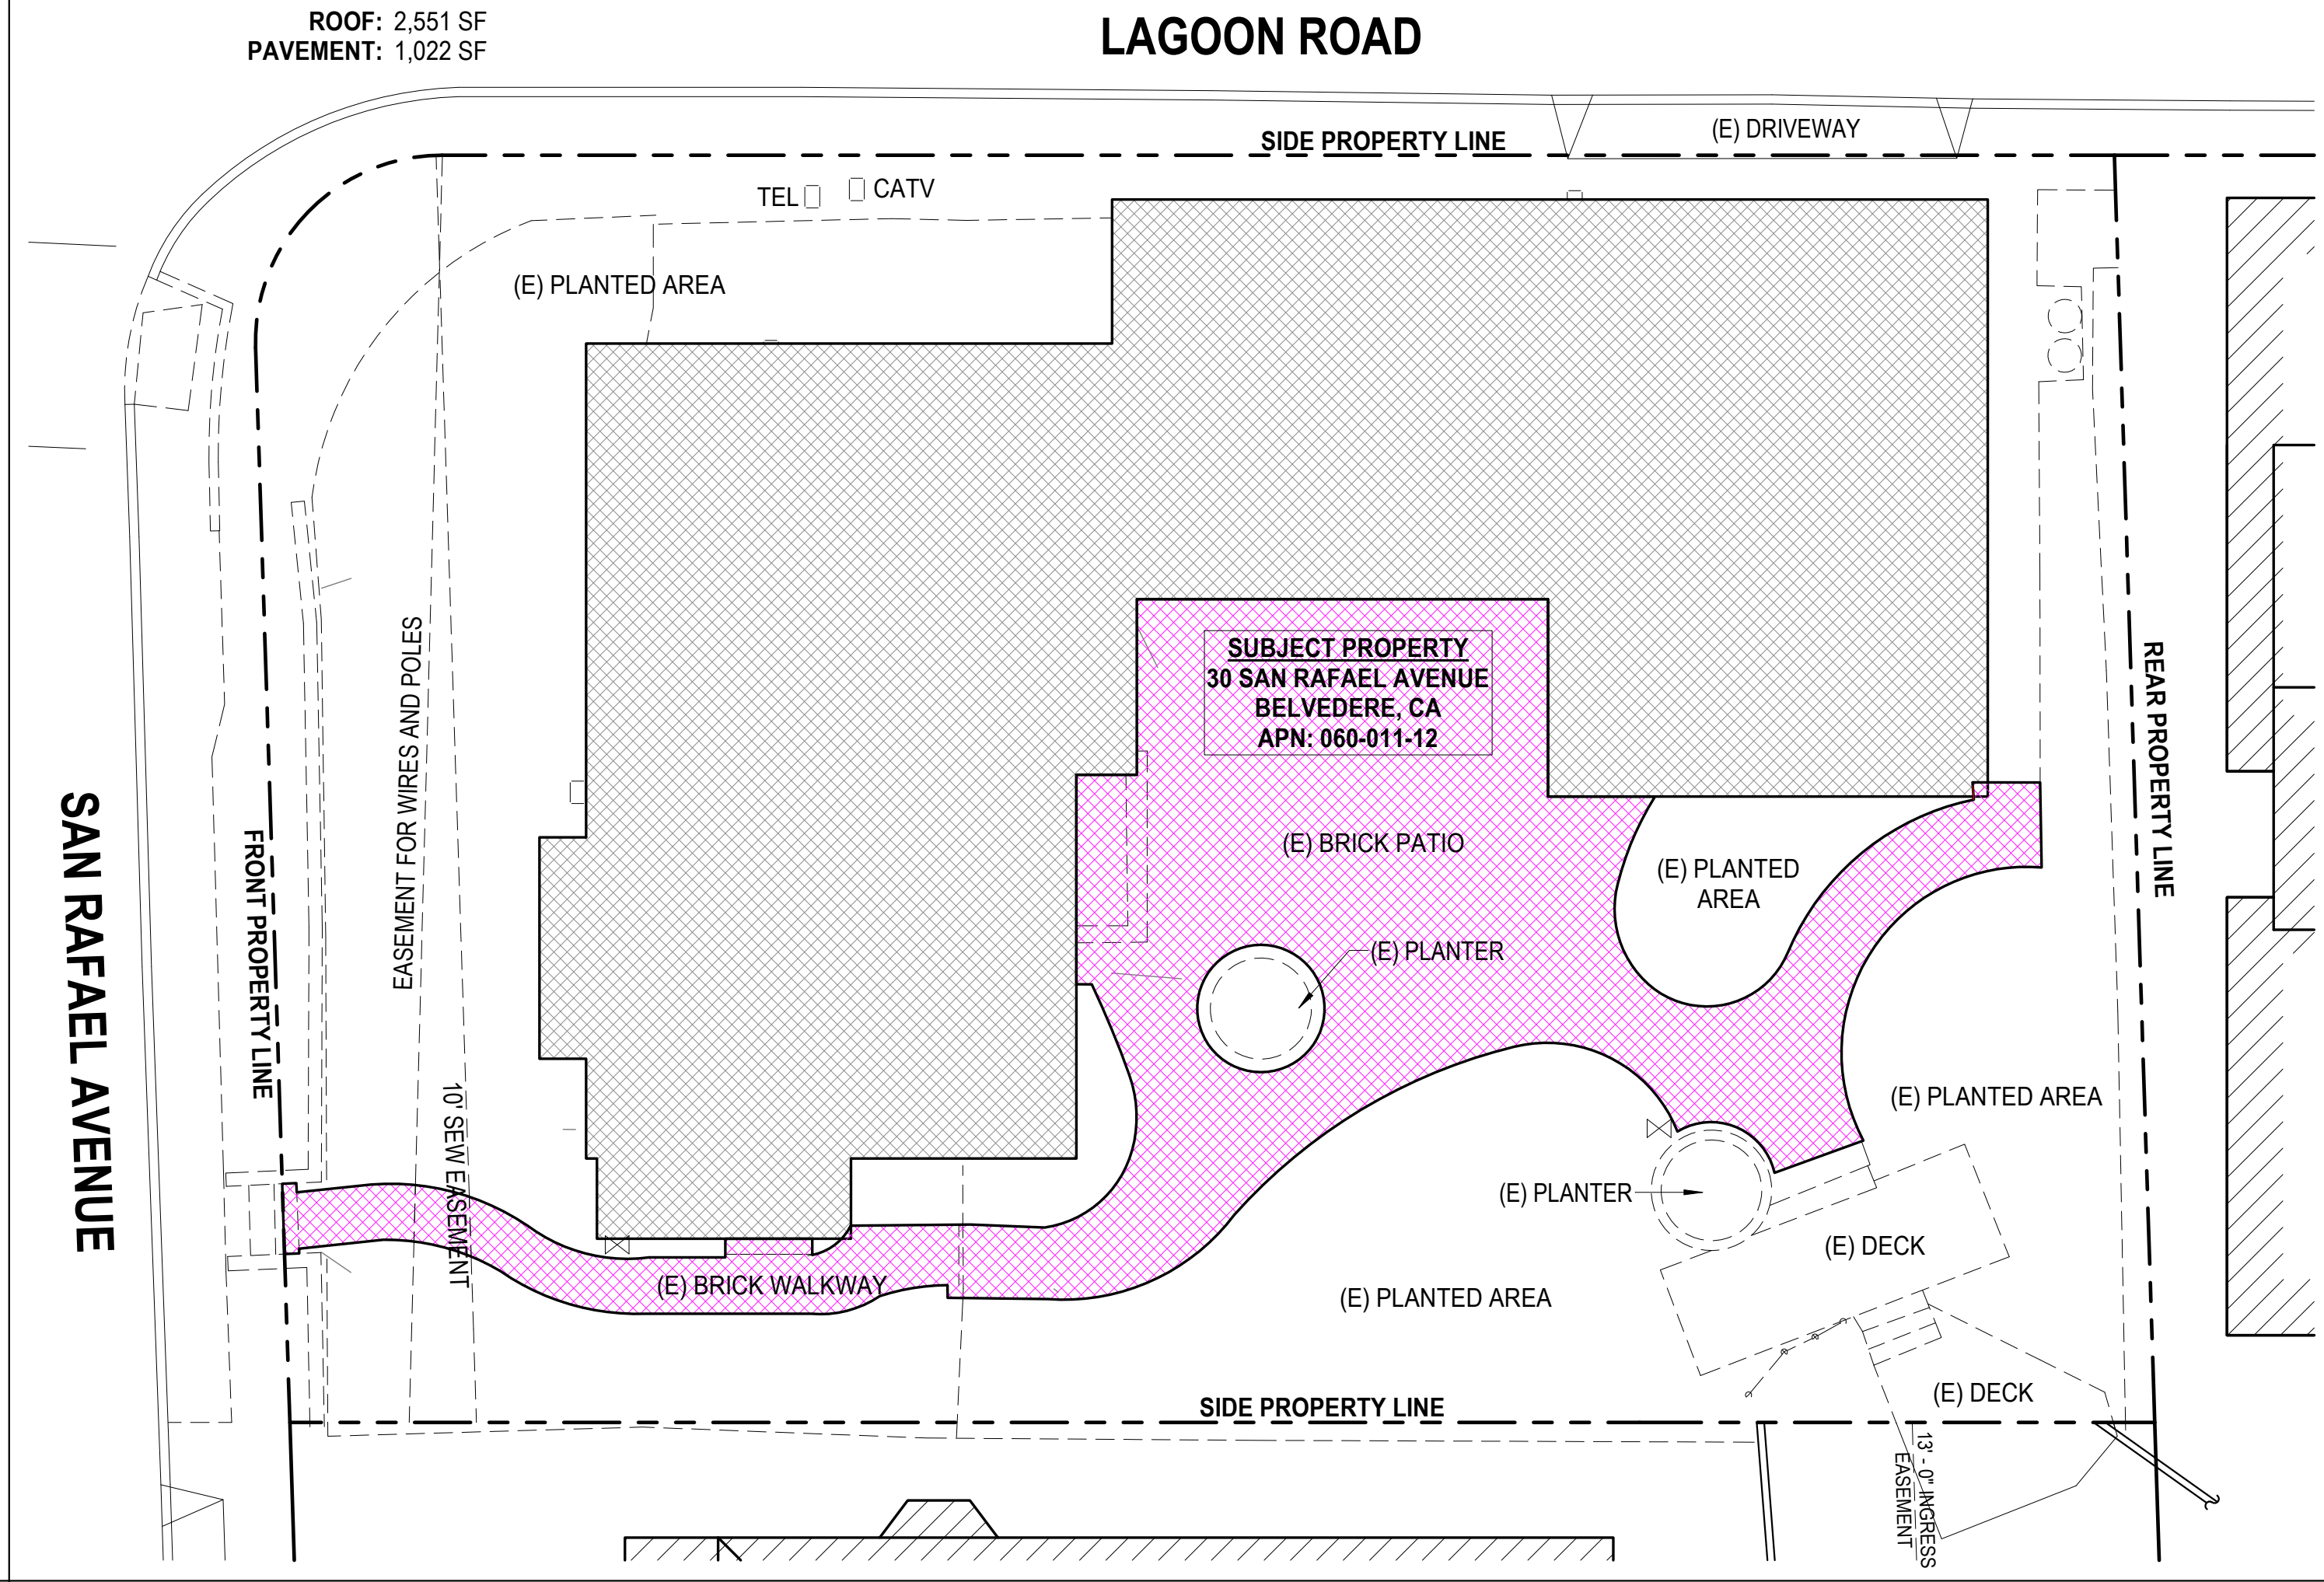 ROOF: 2,551 SF
PAVEMENT: 1,022 SF
LAGOON ROAD
SIDE PROPERTY LINE
(E) DRIVEWAY
TEL
CATV
(E) PLANTED AREA
SUBJECT PROPERTY
30 SAN RAFAEL AVENUE
BELVEDERE, CA
APN: 060-011-12
EASEMENT FOR WIRES AND POLES
REAR PROPERTY LINE
SAN RAFAEL AVENUE
FRONT PROPERTY LINE
(E) BRICK PATIO
(E) PLANTED
AREA
(E) PLANTER
10' SEW EASEMENT
(E) PLANTED AREA
(E) PLANTER
(E) DECK
(E) BRICK WALKWAY
(E) PLANTED AREA
(E) DECK
SIDE PROPERTY LINE
13' - 0" INGRESS
EASEMENT